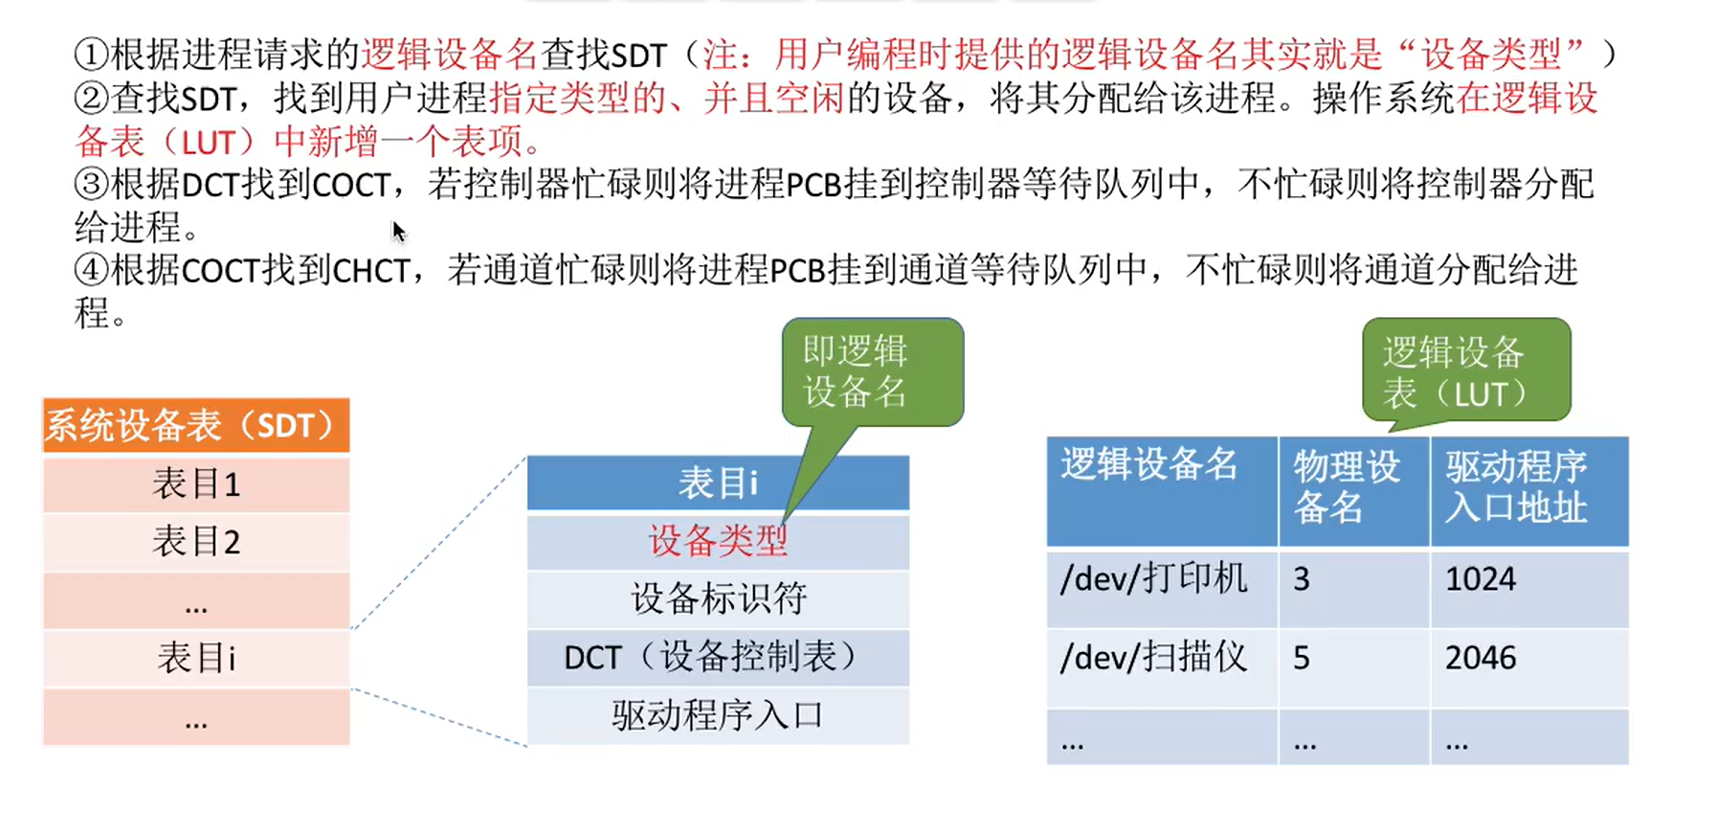 ①根据进程请求的逻辑设备名查找SDT（注：用户编程时提供的逻辑设备名其实就是“设备类型”）
②查找SDT，找到用户进程指定类型的、并且空闲的设备，将其分配给该进程。操作系统在逻辑设
备表（LUT）中新增一个表项。
③根据DCT找到COCT，若控制器忙碌则将进程PCB挂到控制器等待队列中，不忙碌则将控制器分配
给进程。
④根据COCT找到CHCT，若通道忙碌则将进程PCB挂到通道等待队列中，不忙碌则将通道分配给进
程。
即逻辑
设备名
逻辑设备
表（LUT）
系统设备表（SDT）
表目1
表目2
...
表目i
...
表目i
设备类型
设备标识符
DCT（设备控制表）
驱动程序入口
逻辑设备名 物理设 驱动程序
备名 入口地址
/dev/打印机 3 1024
/dev/扫描仪 5 2046
... ... ...